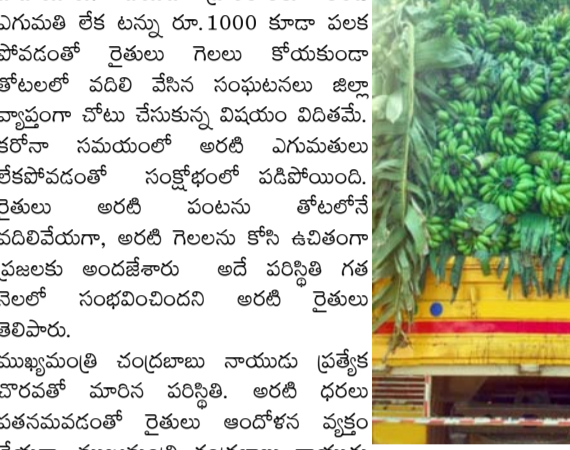 ఎగుమతి లేక టన్ను రూ.1000 కూడా పలక
పోవడంతో రైతులు గెలలు కోయకుండా
తోటలలో వదిలి వేసిన సంఘటనలు జిల్లా
వ్యాప్తంగా చోటు చేసుకున్న విషయం విదితమే.
కరోనా సమయంలో అరటి ఎగుమతులు
లేకపోవడంతో సంక్షోభంలో పడిపోయింది.
రైతులు అరటి పంటను తోటలోనే
వదిలివేయగా, అరటి గెలలను కోసి ఉచితంగా
ప్రజలకు అందజేశారు అదే పరిస్థితి గత
నెలలో సంభవించిందని అరటి రైతులు
తెలిపారు.
ముఖ్యమంత్రి చంద్రబాబు నాయుడు ప్రత్యేక
చొరవతో మారిన పరిస్థితి. అరటి ధరలు
పతనమవడంతో రైతులు ఆందోళన వ్యక్తం